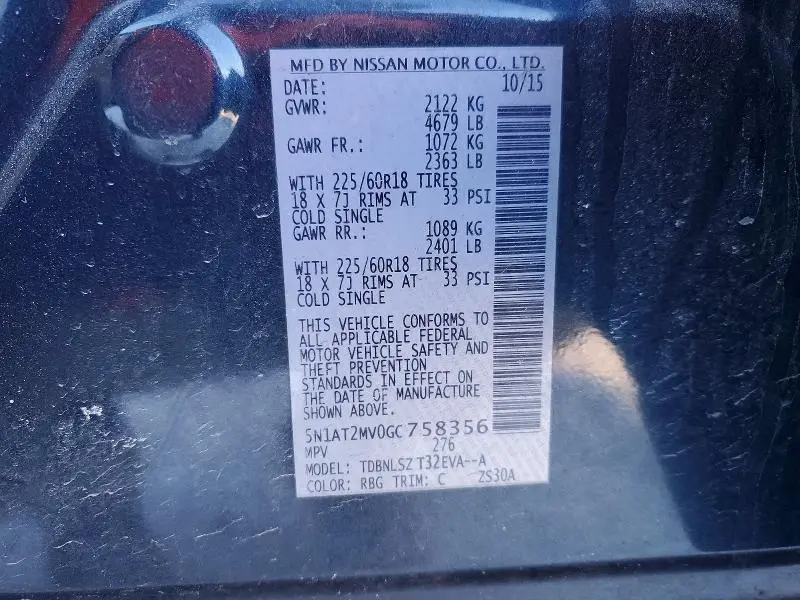 MFD BY NISSAN MOTOR CO., LTD.
DATE: 10/15
GVWR: 2122 KG
4679 LB
GAWR FR.: 1072 KG
2363 LB
WITH 225/60R18 TIRES
18 X 7J RIMS AT 33 PSI
COLD SINGLE
GAWR RR.: 1089 KG
2401 LB
WITH 225/60R18 TIRES
18 X 7J RIMS AT 33 PSI
COLD SINGLE
THIS VEHICLE CONFORMS TO
ALL APPLICABLE FEDERAL
MOTOR VEHICLE SAFETY AND
THEFT PREVENTION
STANDARDS IN EFFECT ON
THE DATE OF MANUFACTURE
SHOWN ABOVE.
5N1AT2MV0GC758356
MPV 276
MODEL: TDBNLSZ T32EVA--A
COLOR: RBG TRIM: C ZS30A